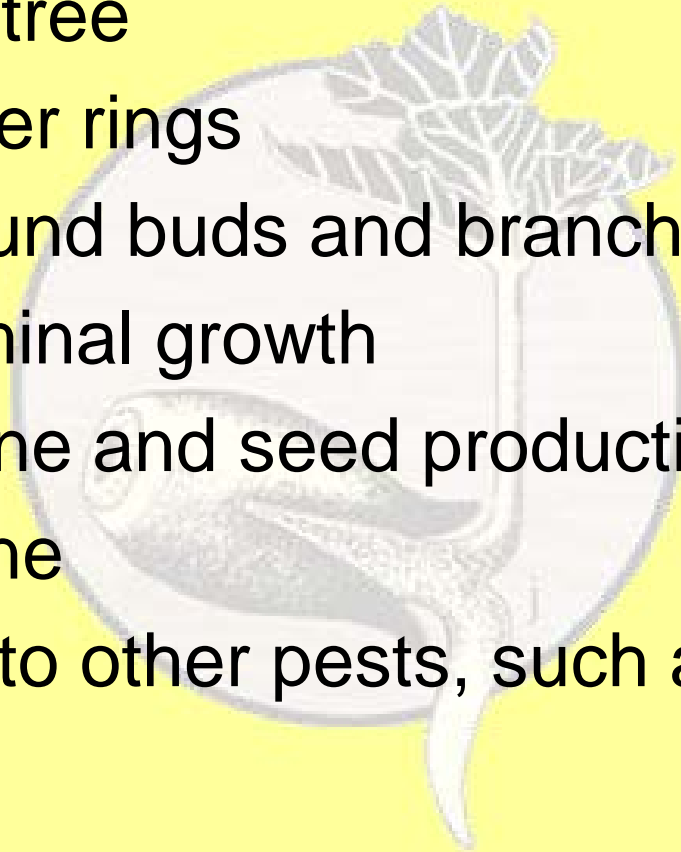 tree
er rings
und buds and branch
ninal growth
ne and seed producti
ne
to other pests, such a
j